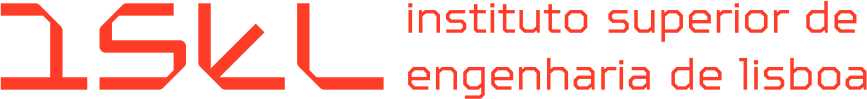 isel
instituto superior de
engenharia de lisboa